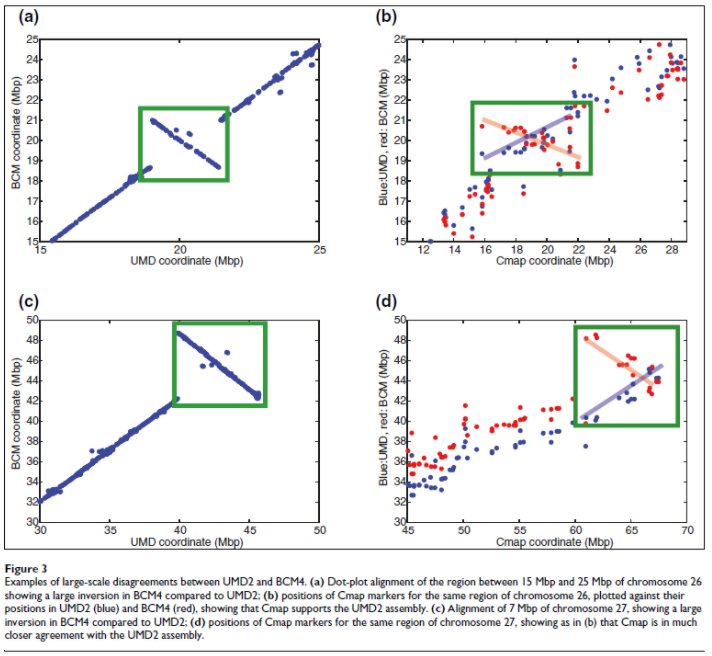 (a)
25
24
23
22
21
20
19
18
17
16
15
BCM coordinate (Mbp)
15
20
25
UMD coordinate (Mbp)
(b)
25
24
23
22
21
20
19
18
17
16
15
Blue:UMD, red: BCM (Mbp)
12 14 16 18 20 22 24 26 28
Cmap coordinate (Mbp)
(c)
50
48
46
44
42
40
38
36
34
32
30
BCM coordinate (Mbp)
30 35 40 45 50
UMD coordinate (Mbp)
(d)
50
48
46
44
42
40
38
36
34
32
30
Blue:UMD, red: BCM (Mbp)
45 50 55 60 65 70
Cmap coordinate (Mbp)
Figure 3
Examples of large-scale disagreements between UMD2 and BCM4. (a) Dot-plot alignment of the region between 15 Mbp and 25 Mbp of chromosome 26
showing a large inversion in BCM4 compared to UMD2; (b) positions of Cmap markers for the same region of chromosome 26, plotted against their
positions in UMD2 (blue) and BCM4 (red), showing that Cmap supports the UMD2 assembly. (c) Alignment of 7 Mbp of chromosome 27, showing a large
inversion in BCM4 compared to UMD2; (d) positions of Cmap markers for the same region of chromosome 27, showing as in (b) that Cmap is in much
closer agreement with the UMD2 assembly.